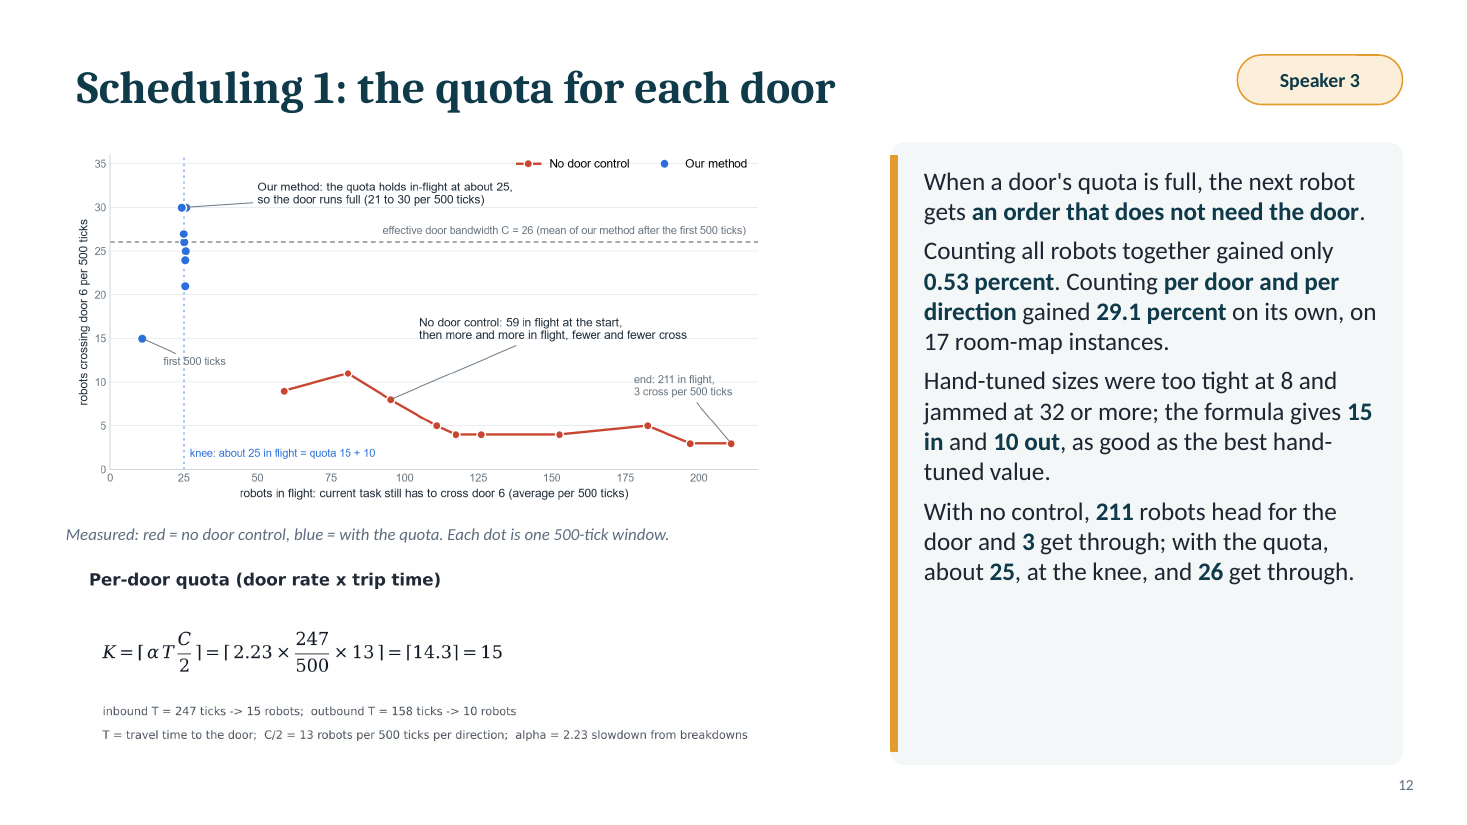 Scheduling 1: the quota for each door
Speaker 3
No door control
Our method
35
30
25
20
15
10
5
0
robots crossing door 6 per 500 ticks
Our method: the quota holds in-flight at about 25,
so the door runs full (21 to 30 per 500 ticks)
effective door bandwidth C = 26 (mean of our method after the first 500 ticks)
No door control: 59 in flight at the start,
then more and more in flight, fewer and fewer cross
first 500 ticks
end: 211 in flight,
3 cross per 500 ticks
knee: about 25 in flight = quota 15 + 10
0 25 50 75 100 125 150 175 200
robots in flight: current task still has to cross door 6 (average per 500 ticks)
Measured: red = no door control, blue = with the quota. Each dot is one 500-tick window.
Per-door quota (door rate x trip time)
K = ⌈ α T C/2 ⌉ = ⌈ 2.23 × 247/500 × 13 ⌉ = ⌈14.3⌉ = 15
inbound T = 247 ticks -> 15 robots; outbound T = 158 ticks -> 10 robots
T = travel time to the door; C/2 = 13 robots per 500 ticks per direction; alpha = 2.23 slowdown from breakdowns
When a door's quota is full, the next robot
gets an order that does not need the door.
Counting all robots together gained only
0.53 percent. Counting per door and per
direction gained 29.1 percent on its own, on
17 room-map instances.
Hand-tuned sizes were too tight at 8 and
jammed at 32 or more; the formula gives 15
in and 10 out, as good as the best hand-
tuned value.
With no control, 211 robots head for the
door and 3 get through; with the quota,
about 25, at the knee, and 26 get through.
12